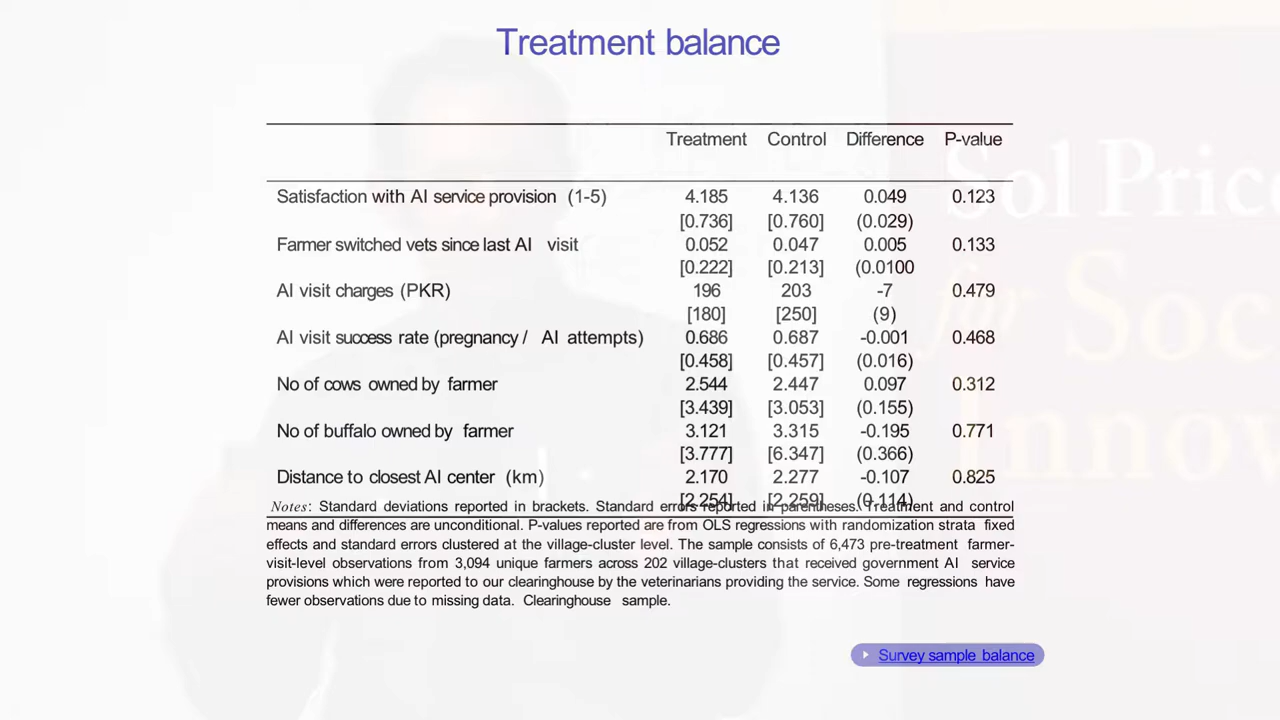 Treatment balance
Treatment Control Difference P-value
Satisfaction with AI service provision (1-5) 4.185 4.136 0.049 0.123
[0.736] [0.760] (0.029)
Farmer switched vets since last AI visit 0.052 0.047 0.005 0.133
[0.222] [0.213] (0.0100
AI visit charges (PKR) 196 203 -7 0.479
[180] [250] (9)
AI visit success rate (pregnancy / AI attempts) 0.686 0.687 -0.001 0.468
[0.458] [0.457] (0.016)
No of cows owned by farmer 2.544 2.447 0.097 0.312
[3.439] [3.053] (0.155)
No of buffalo owned by farmer 3.121 3.315 -0.195 0.771
[3.777] [6.347] (0.366)
Distance to closest AI center (km) 2.170 2.277 -0.107 0.825
[2.254] [2.259] (0.114)
Notes: Standard deviations reported in brackets. Standard errors reported in parentheses. Treatment and control
means and differences are unconditional. P-values reported are from OLS regressions with randomization strata fixed
effects and standard errors clustered at the village-cluster level. The sample consists of 6,473 pre-treatment farmer-
visit-level observations from 3,094 unique farmers across 202 village-clusters that received government AI service
provisions which were reported to our clearinghouse by the veterinarians providing the service. Some regressions have
fewer observations due to missing data. Clearinghouse sample.
Survey sample balance
Sol Price
for Soc
Innov